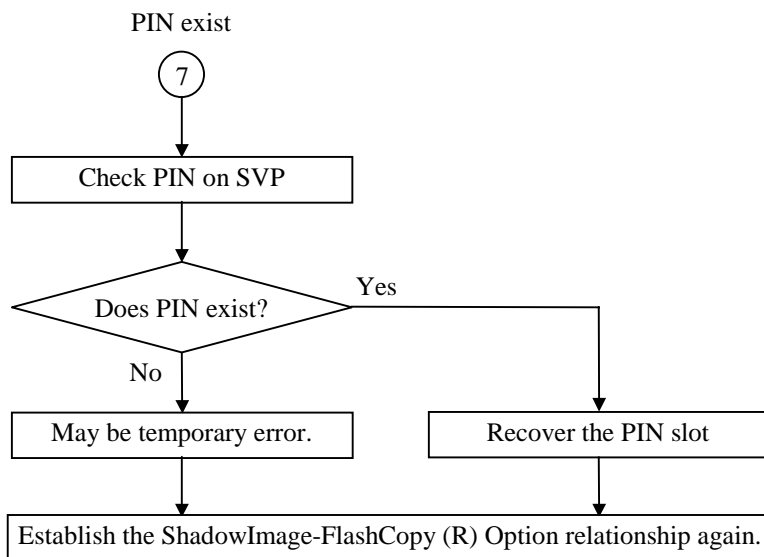 PIN exist
7
Check PIN on SVP
Does PIN exist?
Yes
No
May be temporary error.
Recover the PIN slot
Establish the ShadowImage-FlashCopy (R) Option relationship again.